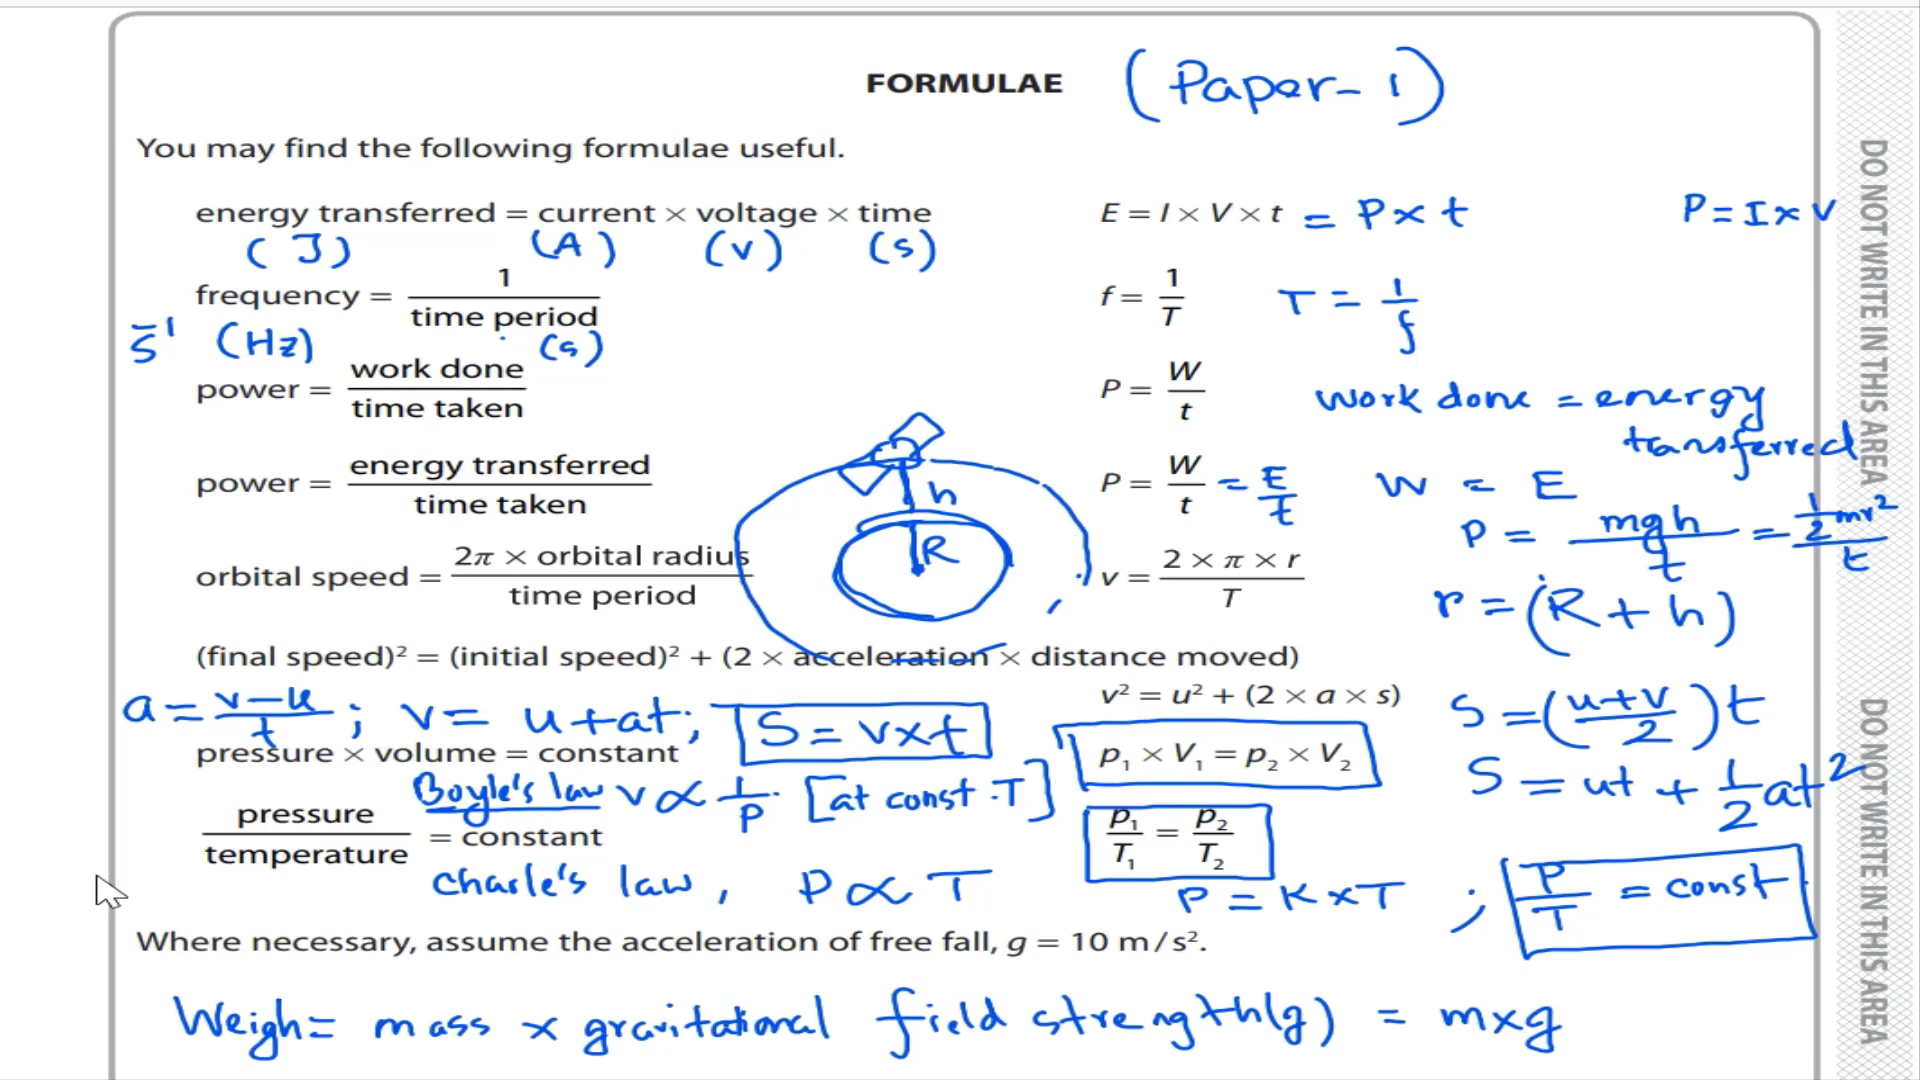 FORMULAE (Paper-1)
You may find the following formulae useful.
energy transferred = current × voltage × time E = I × V × t = P × t P = I × V
(J) (A) (V) (s)
frequency = 1 / time period f = 1 / T T = 1 / f
s⁻¹ (Hz) (s)
power = work done / time taken P = W / t work done = energy transferred
power = energy transferred / time taken P = W / t = E / t W = E
h P = mgh / t = ½mv² / t
R
orbital speed = 2π × orbital radius / time period v = 2 × π × r / T r = (R + h)
(final speed)² = (initial speed)² + (2 × acceleration × distance moved)
v² = u² + (2 × a × s)
a = v-u / t ; v = u + at ; S = v×t S = (u+v / 2)t
pressure × volume = constant p₁ × V₁ = p₂ × V₂
Boyle's law V ∝ 1 / P [at const. T] S = ut + ½at²
pressure / temperature = constant p₁ / T₁ = p₂ / T₂
Charle's law, P ∝ T P = K×T ; P / T = const
Where necessary, assume the acceleration of free fall, g = 10 m/s².
Weigh = mass × gravitational field strength(g) = m×g
DO NOT WRITE IN THIS AREA
DO NOT WRITE IN THIS AREA